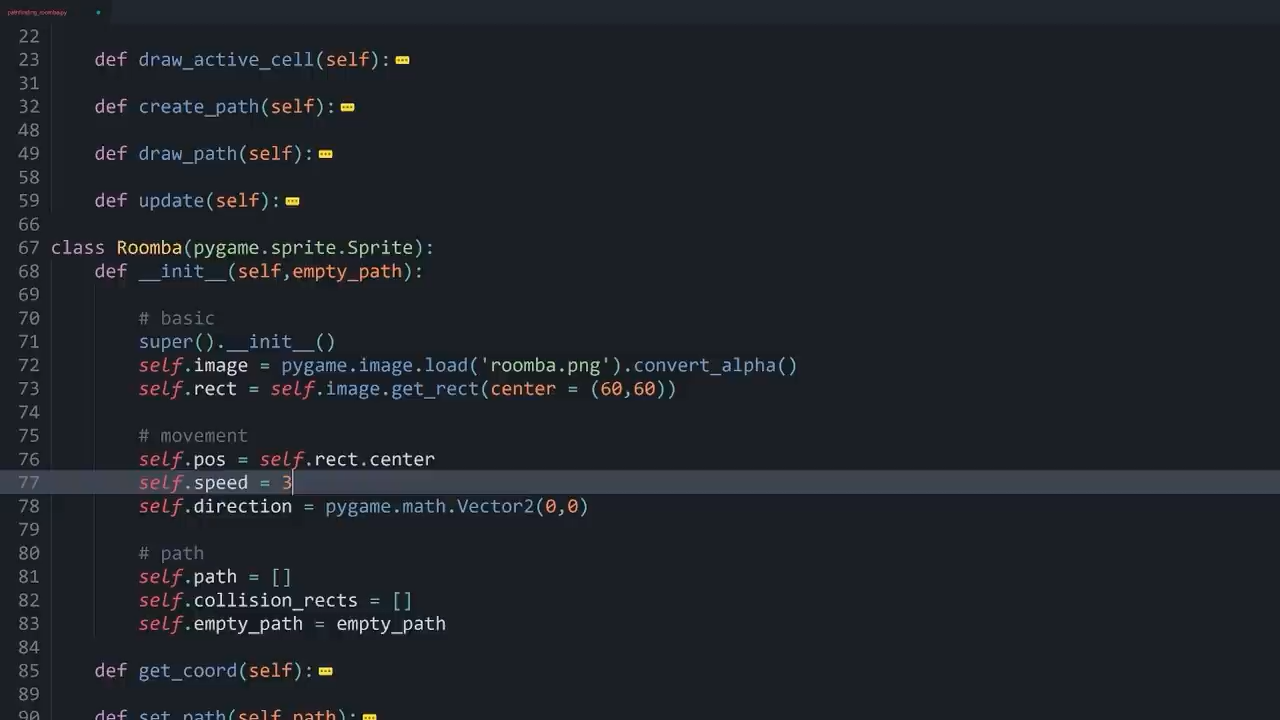 pathfinding_roomba.py
22
23 def draw_active_cell(self):
31
32 def create_path(self):
48
49 def draw_path(self):
58
59 def update(self):
66
67 class Roomba(pygame.sprite.Sprite):
68 def __init__(self,empty_path):
69
70 # basic
71 super().__init__()
72 self.image = pygame.image.load('roomba.png').convert_alpha()
73 self.rect = self.image.get_rect(center = (60,60))
74
75 # movement
76 self.pos = self.rect.center
77 self.speed = 3
78 self.direction = pygame.math.Vector2(0,0)
79
80 # path
81 self.path = []
82 self.collision_rects = []
83 self.empty_path = empty_path
84
85 def get_coord(self):
89
90 def set_path(self,path):